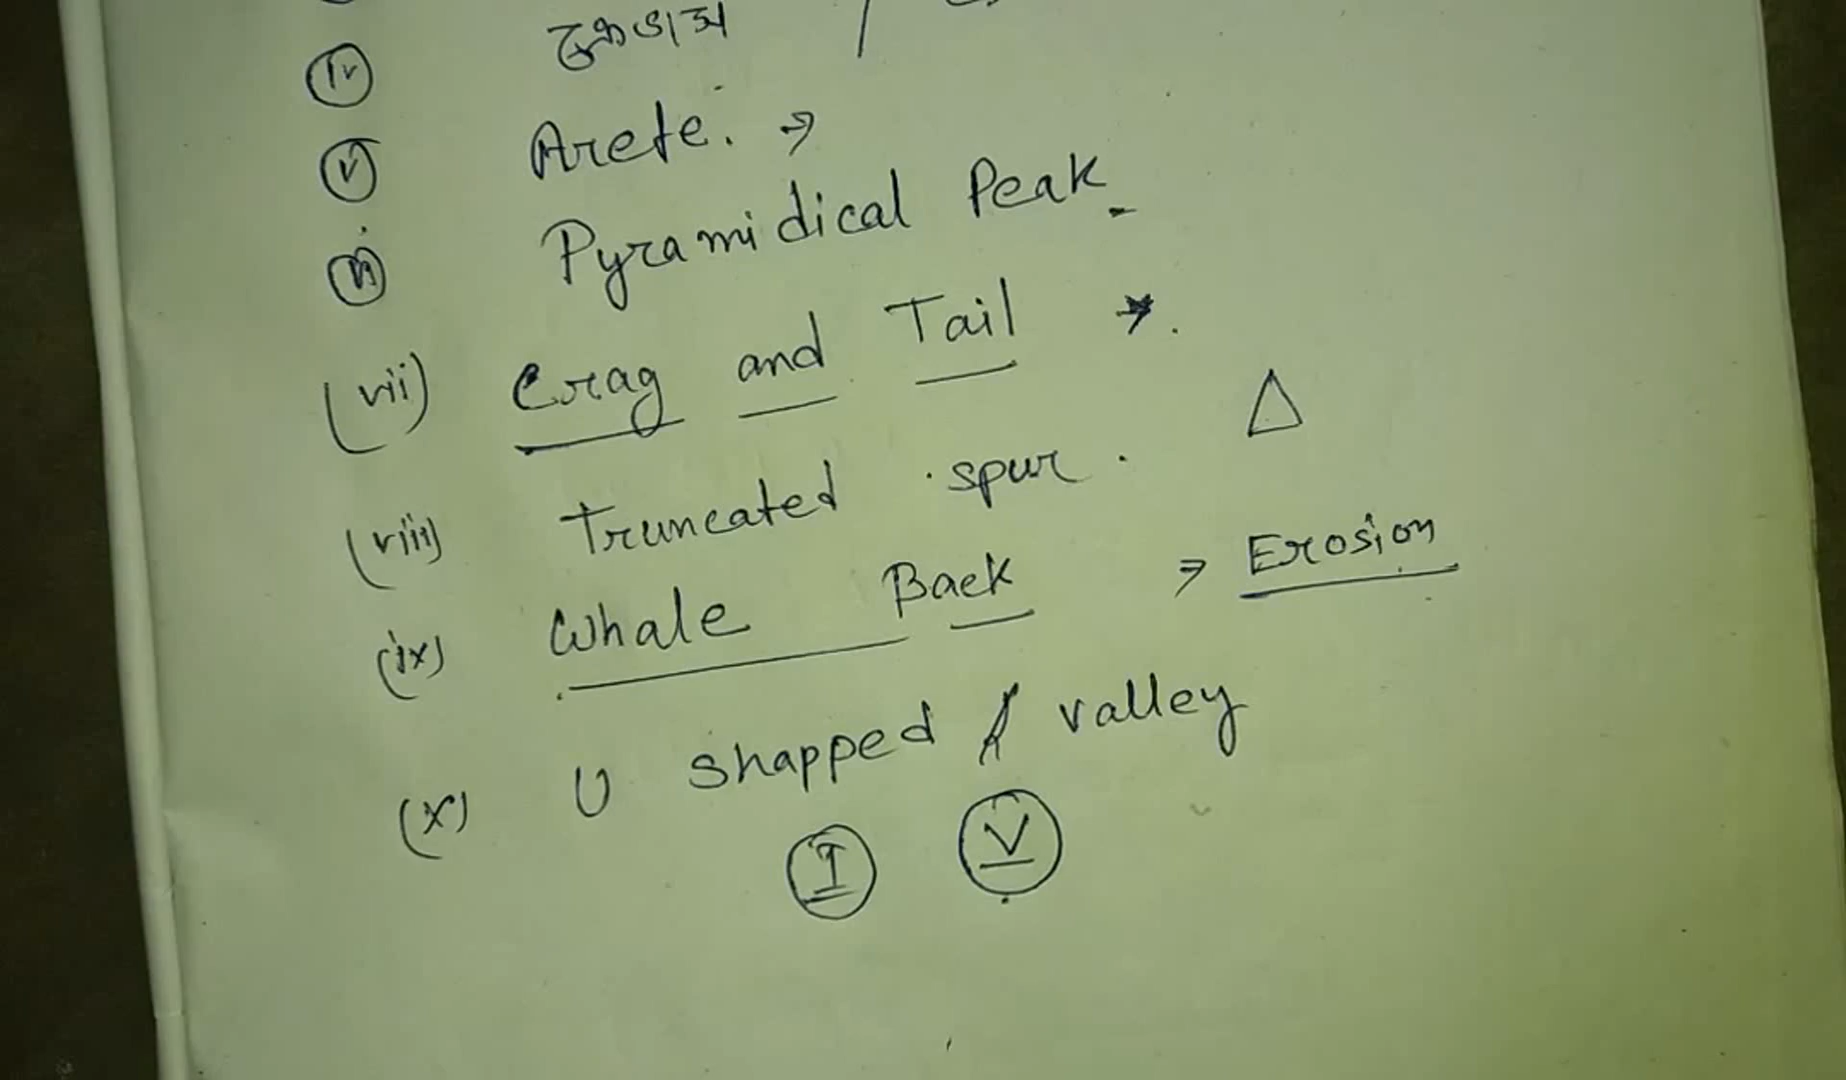 (iv)
(v) Arete. →
(vi) Pyramidical Peak
(vii) Crag and Tail →
(viii) Truncated spur
(ix) Whale Back → Erosion
(x) U shapped valley
I V